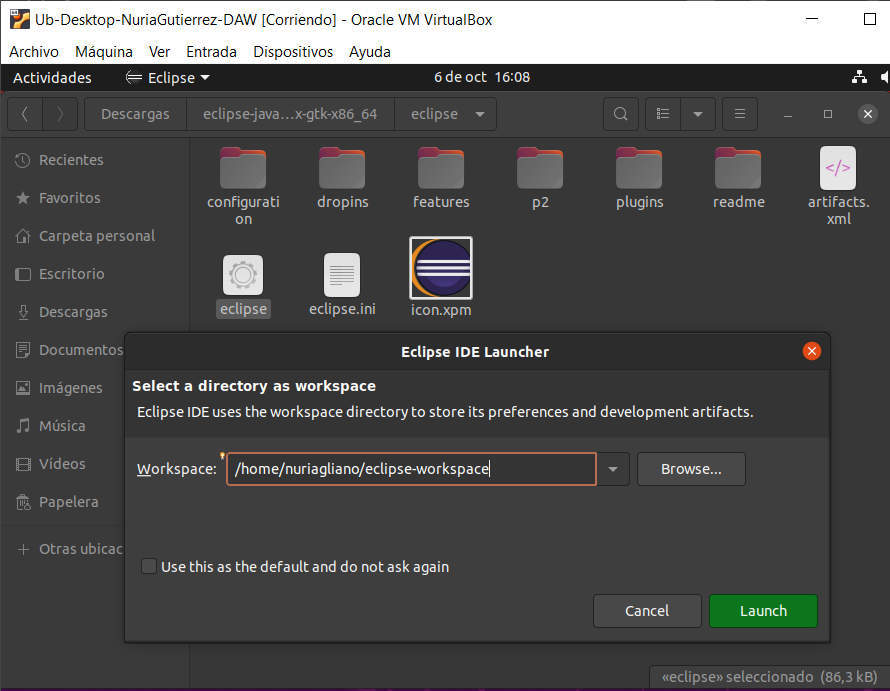 Ub-Desktop-NuriaGutierrez-DAW [Corriendo] - Oracle VM VirtualBox
Archivo Máquina Ver Entrada Dispositivos Ayuda
Actividades Eclipse 6 de oct 16:08
Descargas eclipse-java…x-gtk-x86_64 eclipse
Recientes
Favoritos
Carpeta personal
Escritorio
Descargas
Documentos
Imágenes
Música
Vídeos
Papelera
Otras ubicac
configurati
on
dropins
features
p2
plugins
readme
</>
artifacts.
xml
eclipse
eclipse.ini
icon.xpm
Eclipse IDE Launcher
Select a directory as workspace
Eclipse IDE uses the workspace directory to store its preferences and development artifacts.
Workspace: /home/nuriagliano/eclipse-workspace Browse...
Use this as the default and do not ask again
Cancel Launch
«eclipse» seleccionado (86,3 kB)